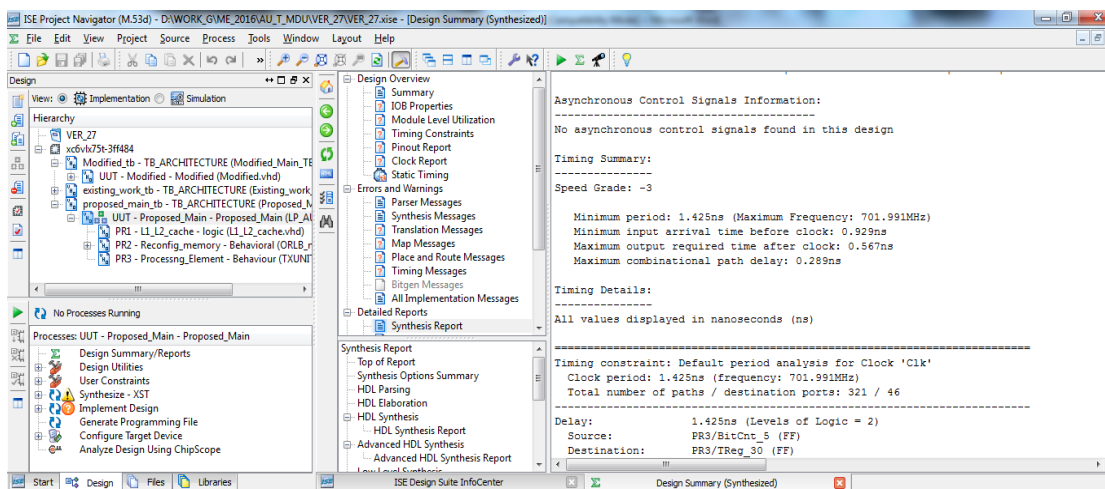 ISE Project Navigator (M.53d) - D:\WORK_G\ME_2016\AU_T_MDU\VER_27\VER_27.xise - [Design Summary (Synthesized)]
File Edit View Project Source Process Tools Window Layout Help
Design
View: Implementation Simulation
Hierarchy
VER_27
xc6vlx75t-3ff484
Modified_tb - TB_ARCHITECTURE (Modified_Main_TE
UUT - Modified - Modified (Modified.vhd)
existing_work_tb - TB_ARCHITECTURE (Existing_work_
proposed_main_tb - TB_ARCHITECTURE (Proposed_M
UUT - Proposed_Main - Proposed_Main (LP_AU
PR1 - L1_L2_cache - logic (L1_L2_cache.vhd)
PR2 - Reconfig_memory - Behavioral (ORLB_r
PR3 - Processng_Element - Behaviour (TXUNI
No Processes Running
Processes: UUT - Proposed_Main - Proposed_Main
Design Summary/Reports
Design Utilities
User Constraints
Synthesize - XST
Implement Design
Generate Programming File
Configure Target Device
Analyze Design Using ChipScope
Start Design Files Libraries
Design Overview
Summary
IOB Properties
Module Level Utilization
Timing Constraints
Pinout Report
Clock Report
Static Timing
Errors and Warnings
Parser Messages
Synthesis Messages
Translation Messages
Map Messages
Place and Route Messages
Timing Messages
Bitgen Messages
All Implementation Messages
Detailed Reports
Synthesis Report
Synthesis Report
Top of Report
Synthesis Options Summary
HDL Parsing
HDL Elaboration
HDL Synthesis
HDL Synthesis Report
Advanced HDL Synthesis
Advanced HDL Synthesis Report
Low Level Synthesis
Asynchronous Control Signals Information:
----------------------------------------
No asynchronous control signals found in this design
Timing Summary:
---------------
Speed Grade: -3
Minimum period: 1.425ns (Maximum Frequency: 701.991MHz)
Minimum input arrival time before clock: 0.929ns
Maximum output required time after clock: 0.567ns
Maximum combinational path delay: 0.289ns
Timing Details:
---------------
All values displayed in nanoseconds (ns)
=========================================================================
Timing constraint: Default period analysis for Clock 'Clk'
Clock period: 1.425ns (frequency: 701.991MHz)
Total number of paths / destination ports: 321 / 46
-------------------------------------------------------------------------
Delay: 1.425ns (Levels of Logic = 2)
Source: PR3/BitCnt_5 (FF)
Destination: PR3/TReg_30 (FF)
ISE Design Suite InfoCenter
Design Summary (Synthesized)